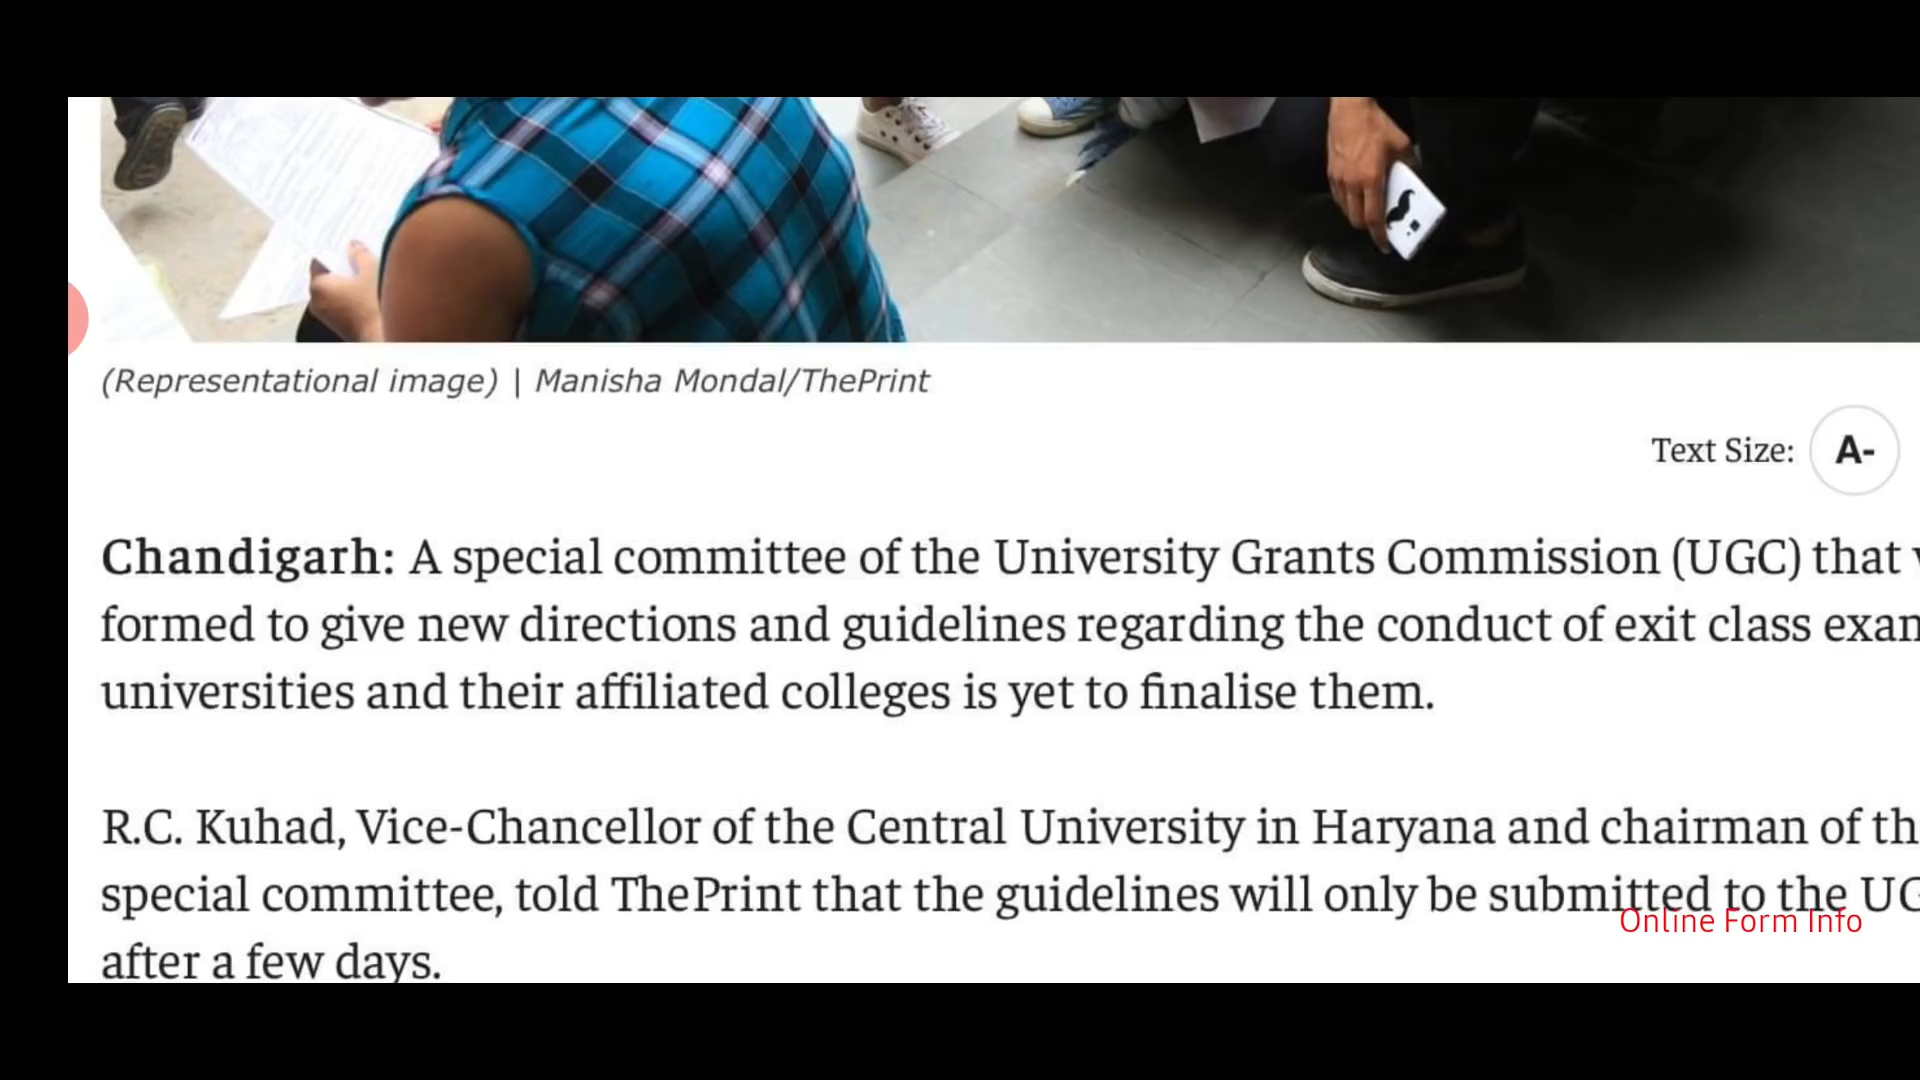 (Representational image) | Manisha Mondal/ThePrint
Text Size: A-
Chandigarh: A special committee of the University Grants Commission (UGC) that
formed to give new directions and guidelines regarding the conduct of exit class
universities and their affiliated colleges is yet to finalise them.
R.C. Kuhad, Vice-Chancellor of the Central University in Haryana and chairman of
special committee, told ThePrint that the guidelines will only be submitted to the
after a few days.
Online Form Info